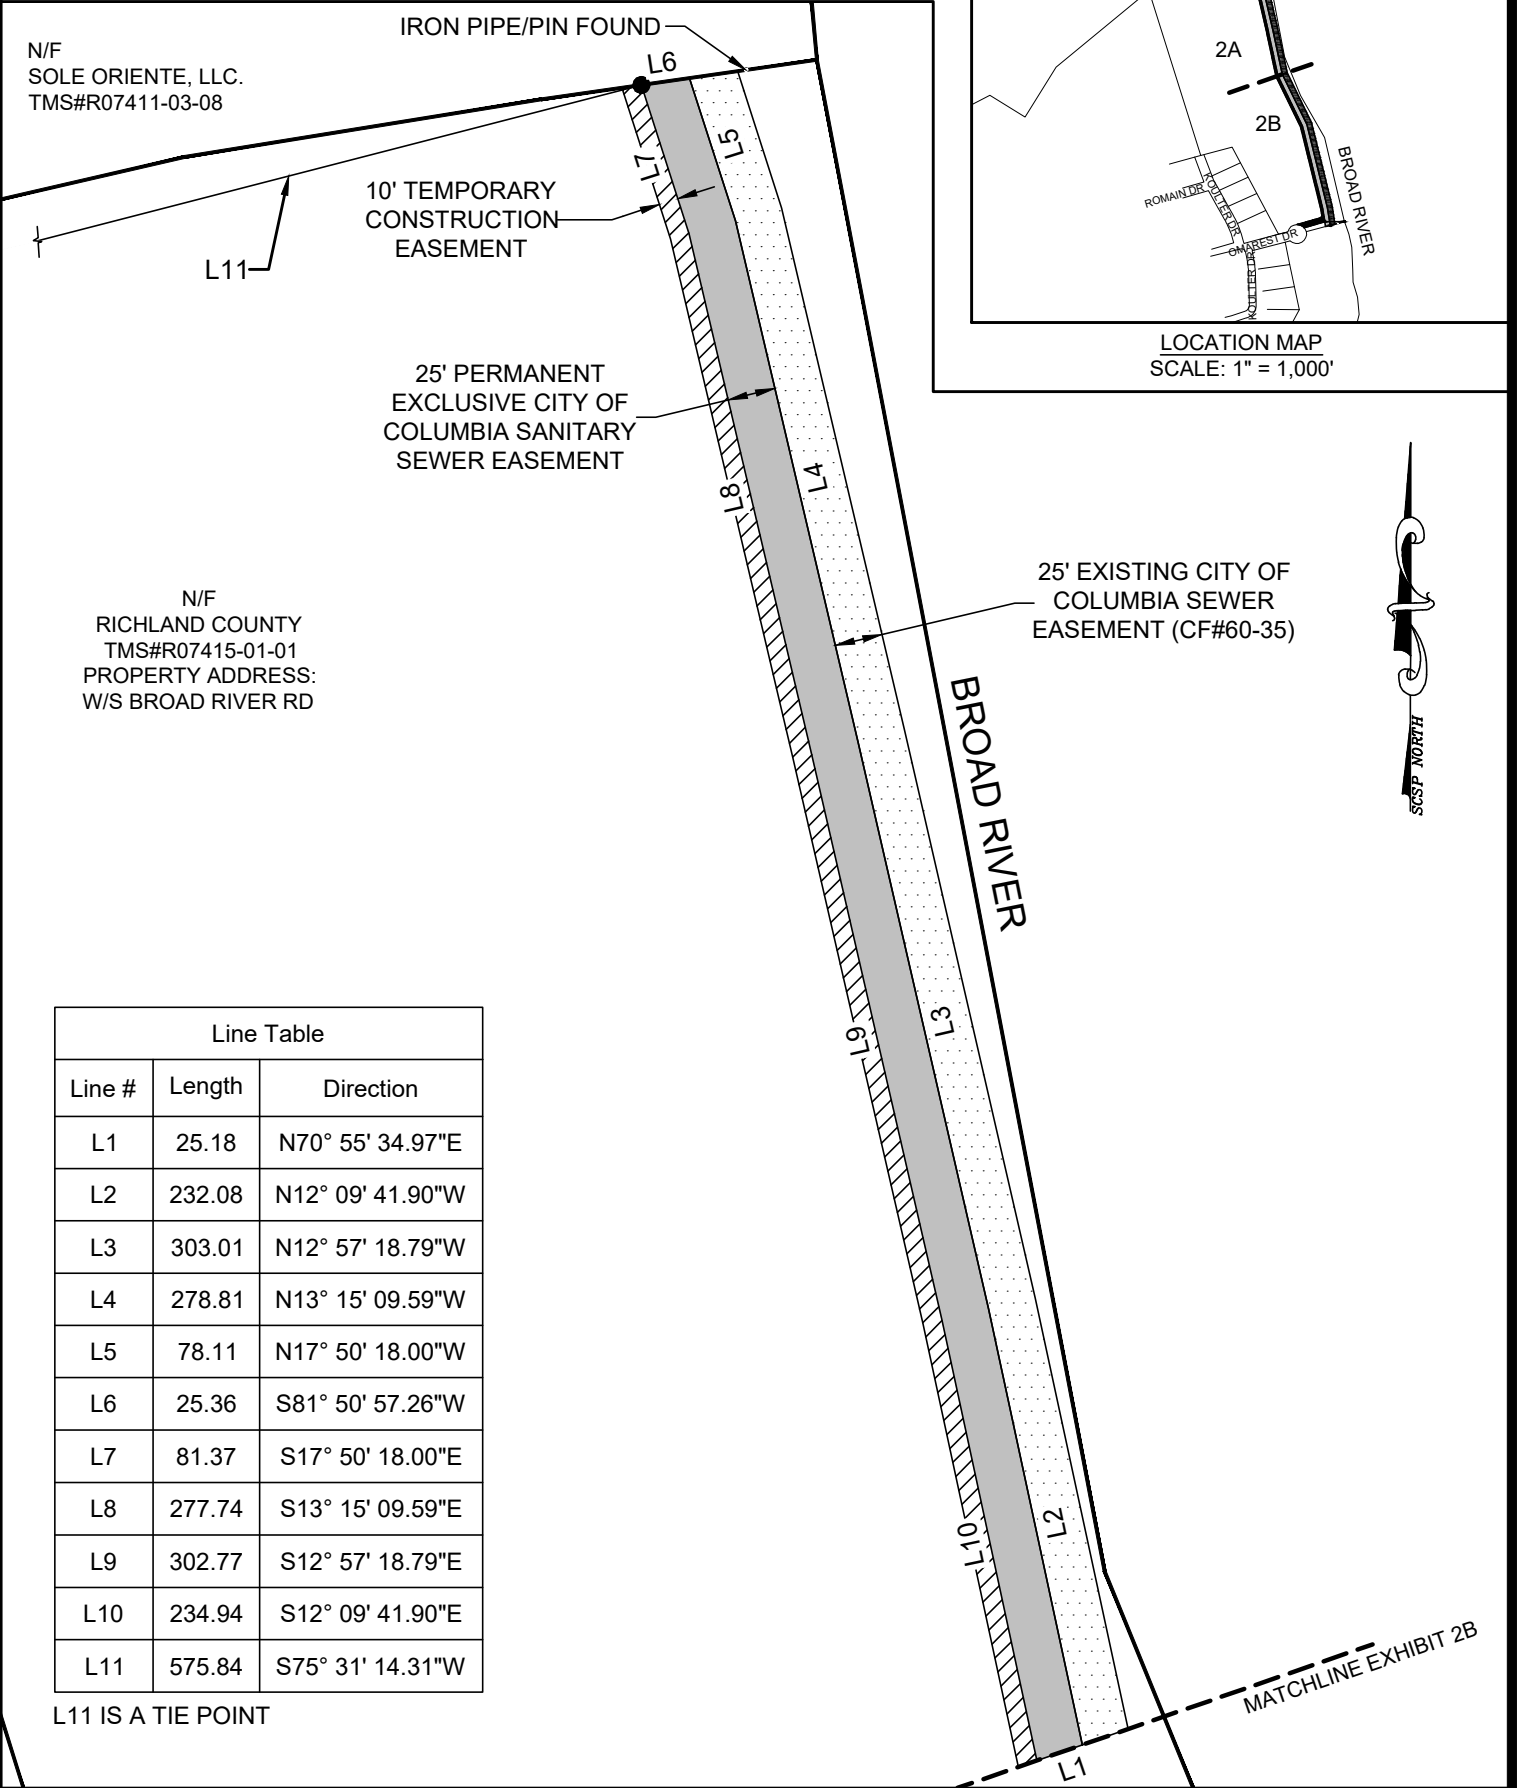 N/F
SOLE ORIENTE, LLC.
TMS#R07411-03-08
IRON PIPE/PIN FOUND
L6
L5
L7
10' TEMPORARY
CONSTRUCTION
EASEMENT
L11
25' PERMANENT
EXCLUSIVE CITY OF
COLUMBIA SANITARY
SEWER EASEMENT
L4
L8
2A
2B
BROAD RIVER
ROMAIN DR
KOULTER DR
OMAREST DR
KOULTER DR
LOCATION MAP
SCALE: 1" = 1,000'
25' EXISTING CITY OF
COLUMBIA SEWER
EASEMENT (CF#60-35)
N/F
RICHLAND COUNTY
TMS#R07415-01-01
PROPERTY ADDRESS:
W/S BROAD RIVER RD
BROAD RIVER
SCSP NORTH
L3
L9
L2
L10
L1
MATCHLINE EXHIBIT 2B
Line Table
Line # Length Direction
L1 25.18 N70° 55' 34.97"E
L2 232.08 N12° 09' 41.90"W
L3 303.01 N12° 57' 18.79"W
L4 278.81 N13° 15' 09.59"W
L5 78.11 N17° 50' 18.00"W
L6 25.36 S81° 50' 57.26"W
L7 81.37 S17° 50' 18.00"E
L8 277.74 S13° 15' 09.59"E
L9 302.77 S12° 57' 18.79"E
L10 234.94 S12° 09' 41.90"E
L11 575.84 S75° 31' 14.31"W
L11 IS A TIE POINT